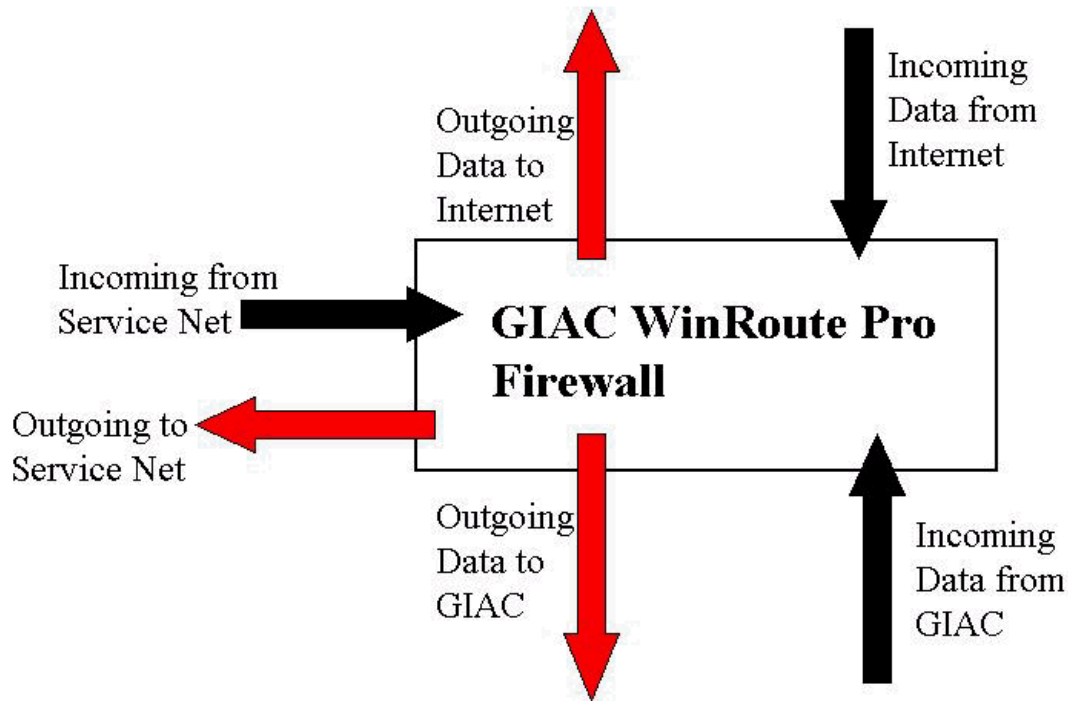 Outgoing
Data to
Internet
Incoming
Data from
Internet
Incoming from
Service Net
GIAC WinRoute Pro
Firewall
Outgoing to
Service Net
Outgoing
Data to
GIAC
Incoming
Data from
GIAC